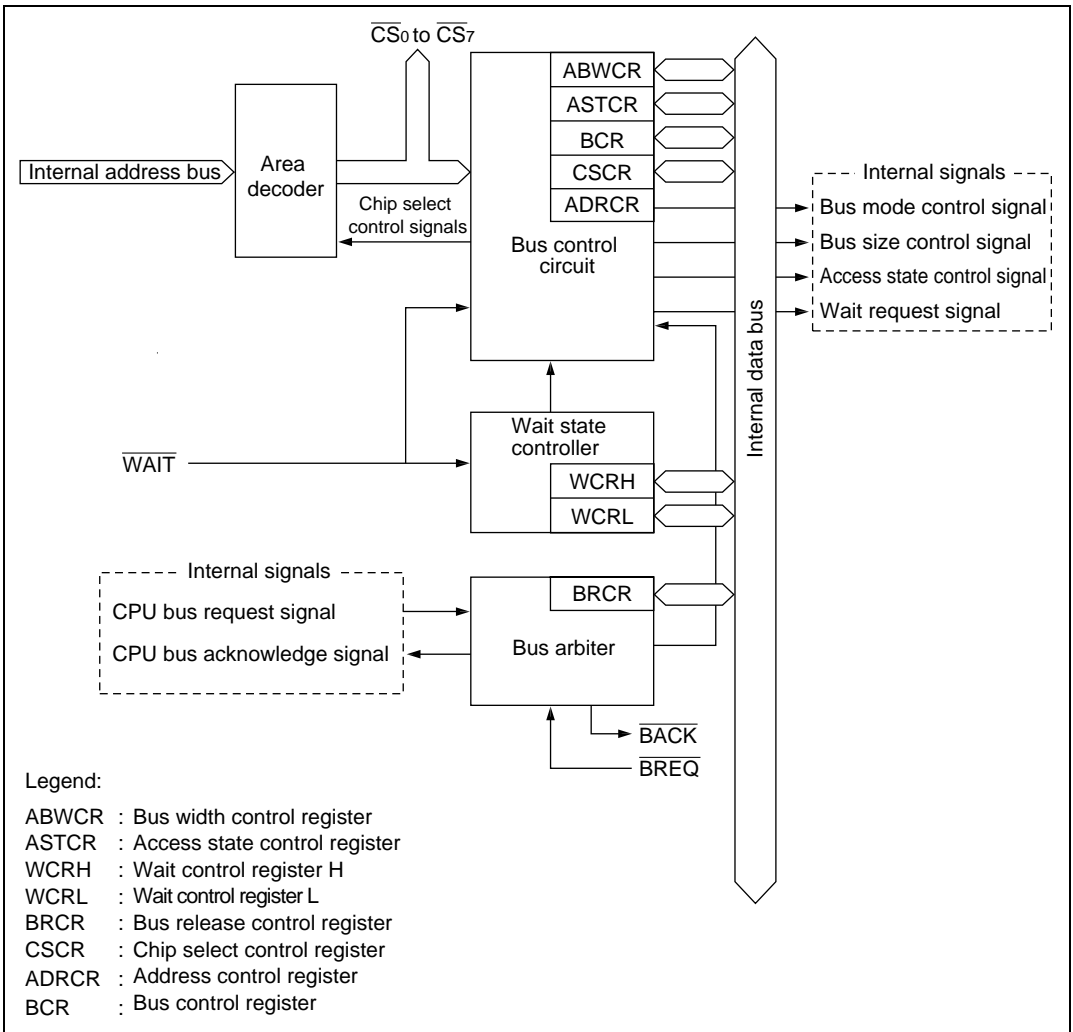 CS0 to CS7
ABWCR
ASTCR
BCR
CSCR
ADRCR
Bus control
circuit
Internal address bus
Area
decoder
Chip select
control signals
Internal signals
Bus mode control signal
Bus size control signal
Access state control signal
Wait request signal
Internal data bus
WAIT
Wait state
controller
WCRH
WCRL
Internal signals
CPU bus request signal
CPU bus acknowledge signal
BRCR
Bus arbiter
BACK
BREQ
Legend:
ABWCR : Bus width control register
ASTCR : Access state control register
WCRH : Wait control register H
WCRL : Wait control register L
BRCR : Bus release control register
CSCR : Chip select control register
ADRCR : Address control register
BCR : Bus control register